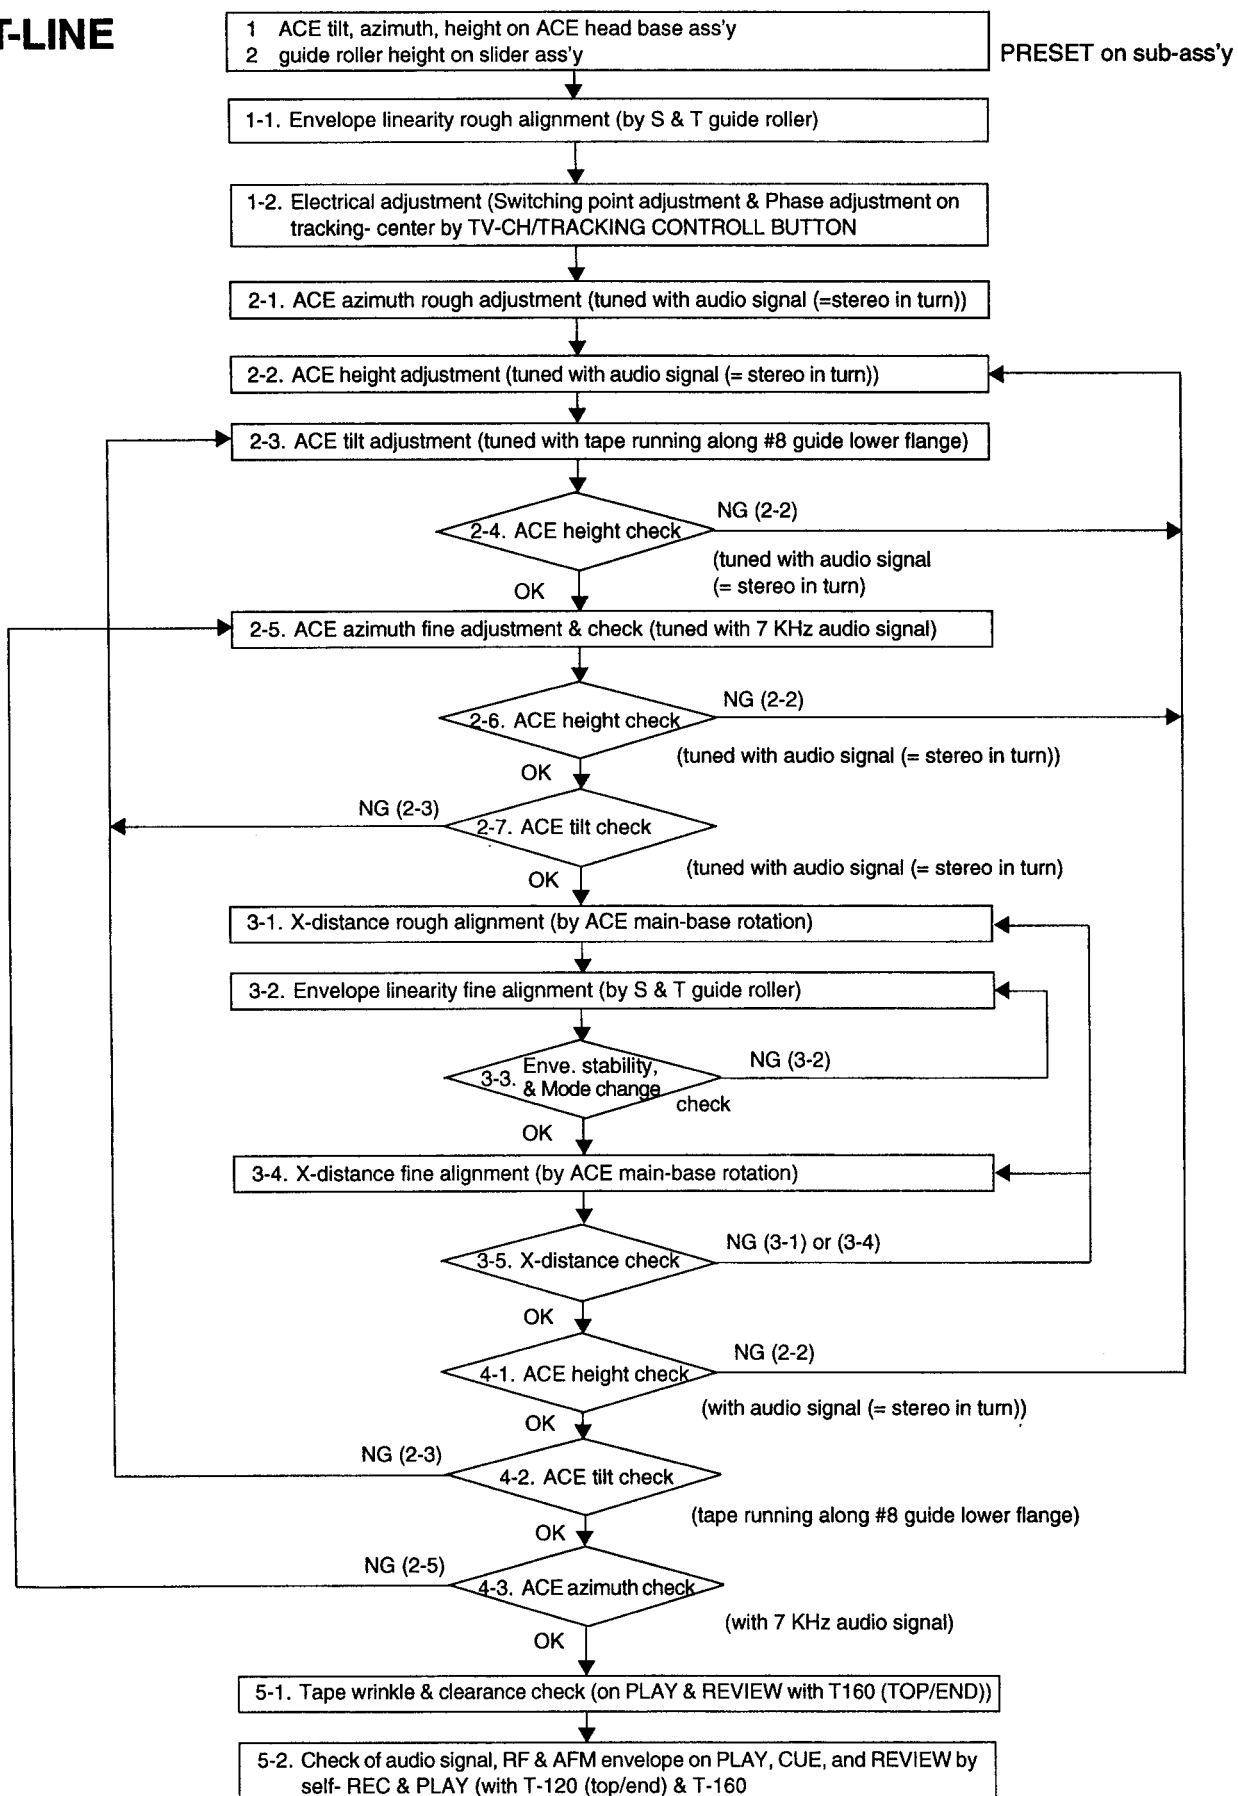 T-LINE
1 ACE tilt, azimuth, height on ACE head base ass'y
2 guide roller height on slider ass'y
PRESET on sub-ass'y
1-1. Envelope linearity rough alignment (by S & T guide roller)
1-2. Electrical adjustment (Switching point adjustment & Phase adjustment on
tracking- center by TV-CH/TRACKING CONTROLL BUTTON
2-1. ACE azimuth rough adjustment (tuned with audio signal (=stereo in turn))
2-2. ACE height adjustment (tuned with audio signal (= stereo in turn))
2-3. ACE tilt adjustment (tuned with tape running along #8 guide lower flange)
NG (2-2)
2-4. ACE height check
(tuned with audio signal
(= stereo in turn)
OK
2-5. ACE azimuth fine adjustment & check (tuned with 7 KHz audio signal)
NG (2-2)
2-6. ACE height check
(tuned with audio signal (= stereo in turn))
OK
NG (2-3)
2-7. ACE tilt check
(tuned with audio signal (= stereo in turn)
OK
3-1. X-distance rough alignment (by ACE main-base rotation)
3-2. Envelope linearity fine alignment (by S & T guide roller)
NG (3-2)
3-3. Enve. stability,
& Mode change
check
OK
3-4. X-distance fine alignment (by ACE main-base rotation)
NG (3-1) or (3-4)
3-5. X-distance check
OK
NG (2-2)
4-1. ACE height check
(with audio signal (= stereo in turn))
OK
NG (2-3)
4-2. ACE tilt check
(tape running along #8 guide lower flange)
OK
NG (2-5)
4-3. ACE azimuth check
(with 7 KHz audio signal)
OK
5-1. Tape wrinkle & clearance check (on PLAY & REVIEW with T160 (TOP/END))
5-2. Check of audio signal, RF & AFM envelope on PLAY, CUE, and REVIEW by
self- REC & PLAY (with T-120 (top/end) & T-160